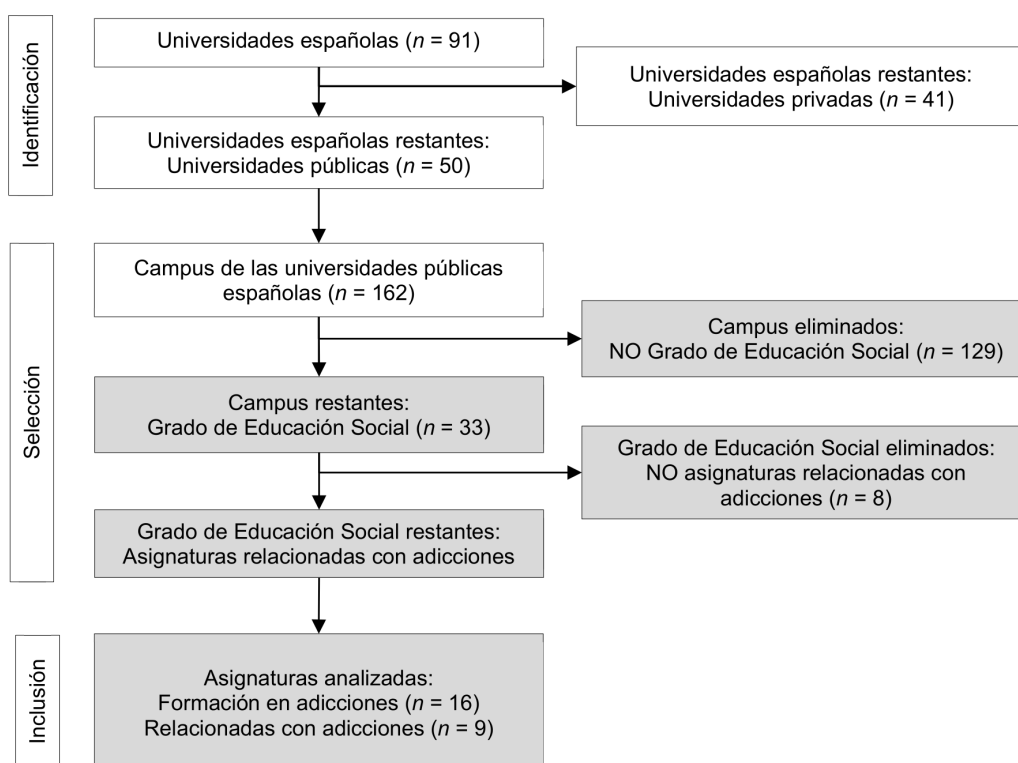 Identificación
Universidades españolas (n = 91)
Universidades españolas restantes:
Universidades privadas (n = 41)
Universidades españolas restantes:
Universidades públicas (n = 50)
Selección
Campus de las universidades públicas
españolas (n = 162)
Campus eliminados:
NO Grado de Educación Social (n = 129)
Campus restantes:
Grado de Educación Social (n = 33)
Grado de Educación Social eliminados:
NO asignaturas relacionadas con
adicciones (n = 8)
Grado de Educación Social restantes:
Asignaturas relacionadas con adicciones
Inclusión
Asignaturas analizadas:
Formación en adicciones (n = 16)
Relacionadas con adicciones (n = 9)